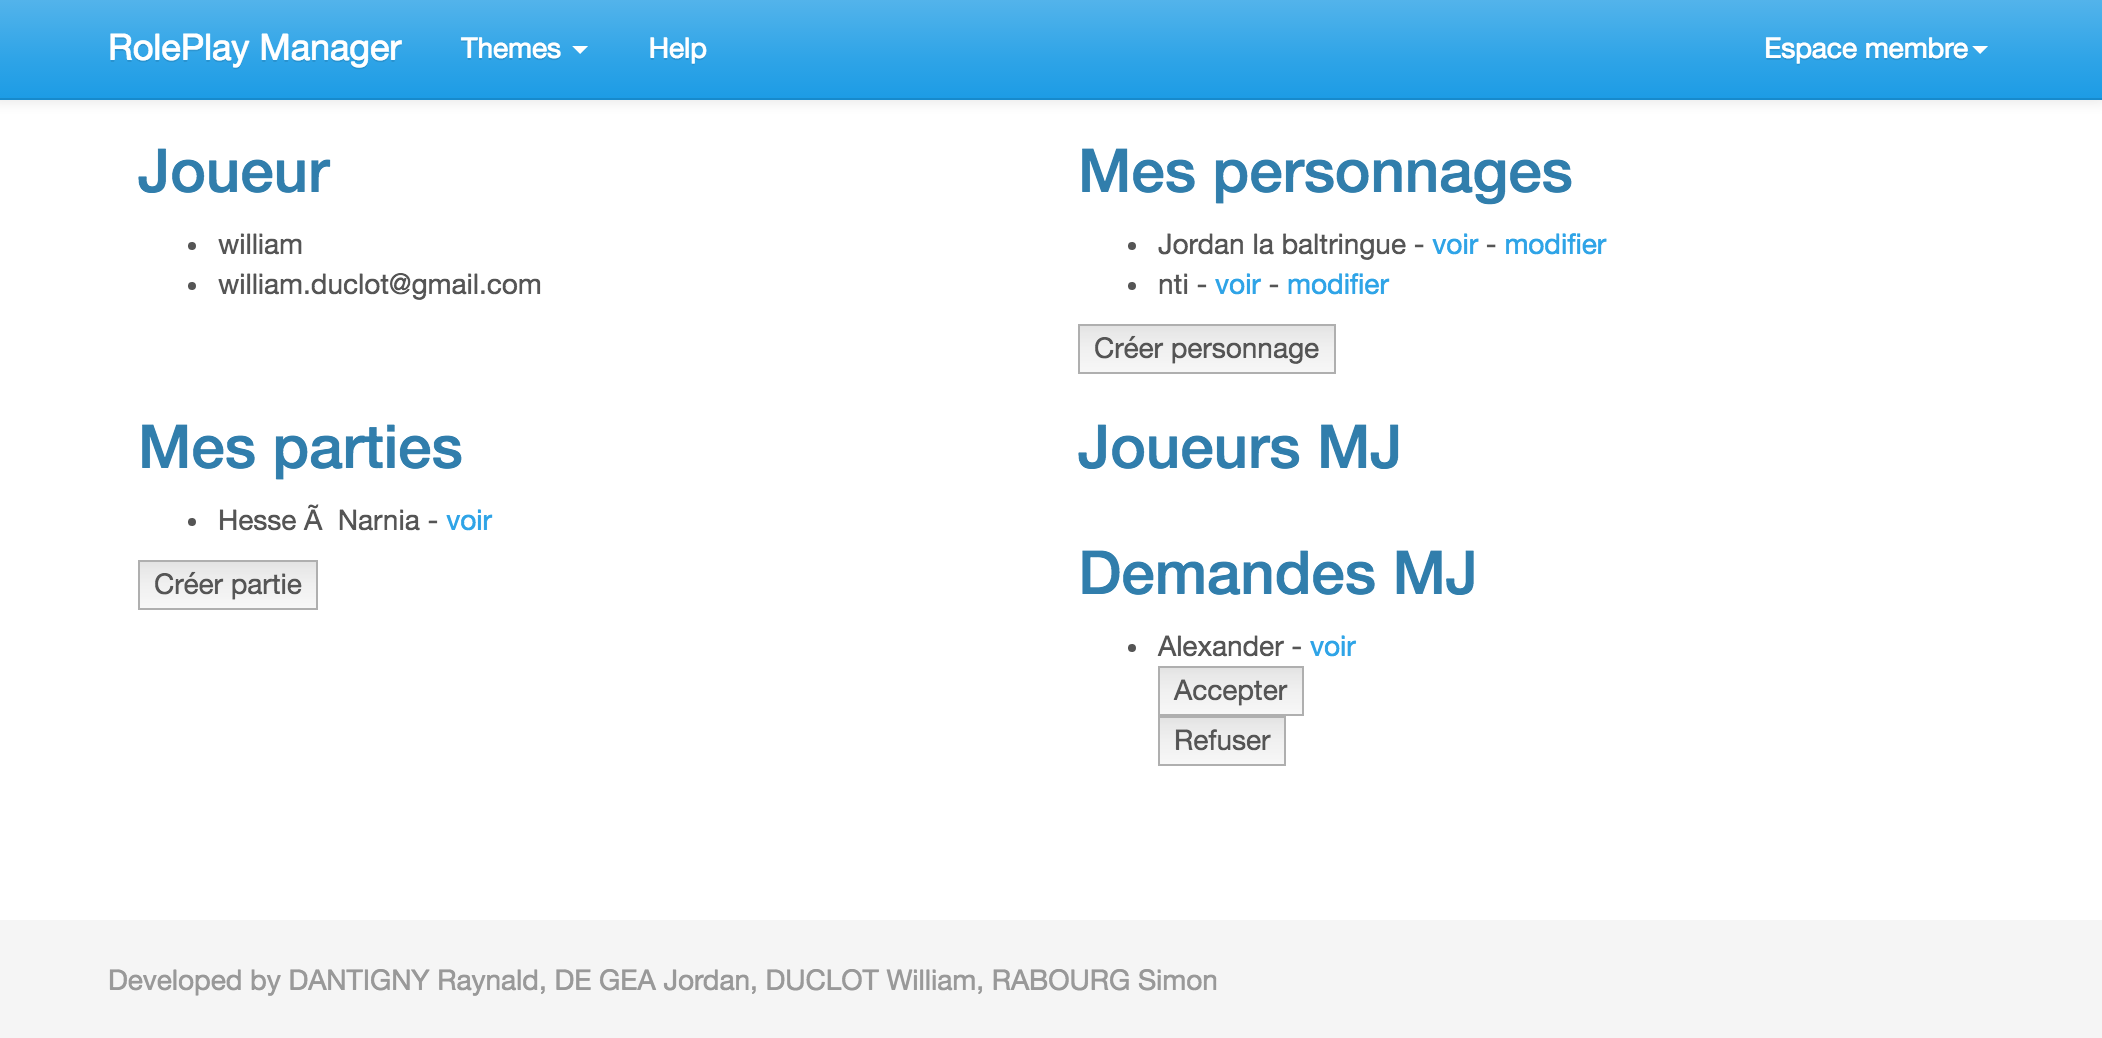 RolePlay Manager Themes Help Espace membre
Joueur
william
william.duclot@gmail.com
Mes personnages
Jordan la baltringue - voir - modifier
nti - voir - modifier
Créer personnage
Mes parties
Hesse Ã  Narnia - voir
Créer partie
Joueurs MJ
Demandes MJ
Alexander - voir
Accepter
Refuser
Developed by DANTIGNY Raynald, DE GEA Jordan, DUCLOT William, RABOURG Simon